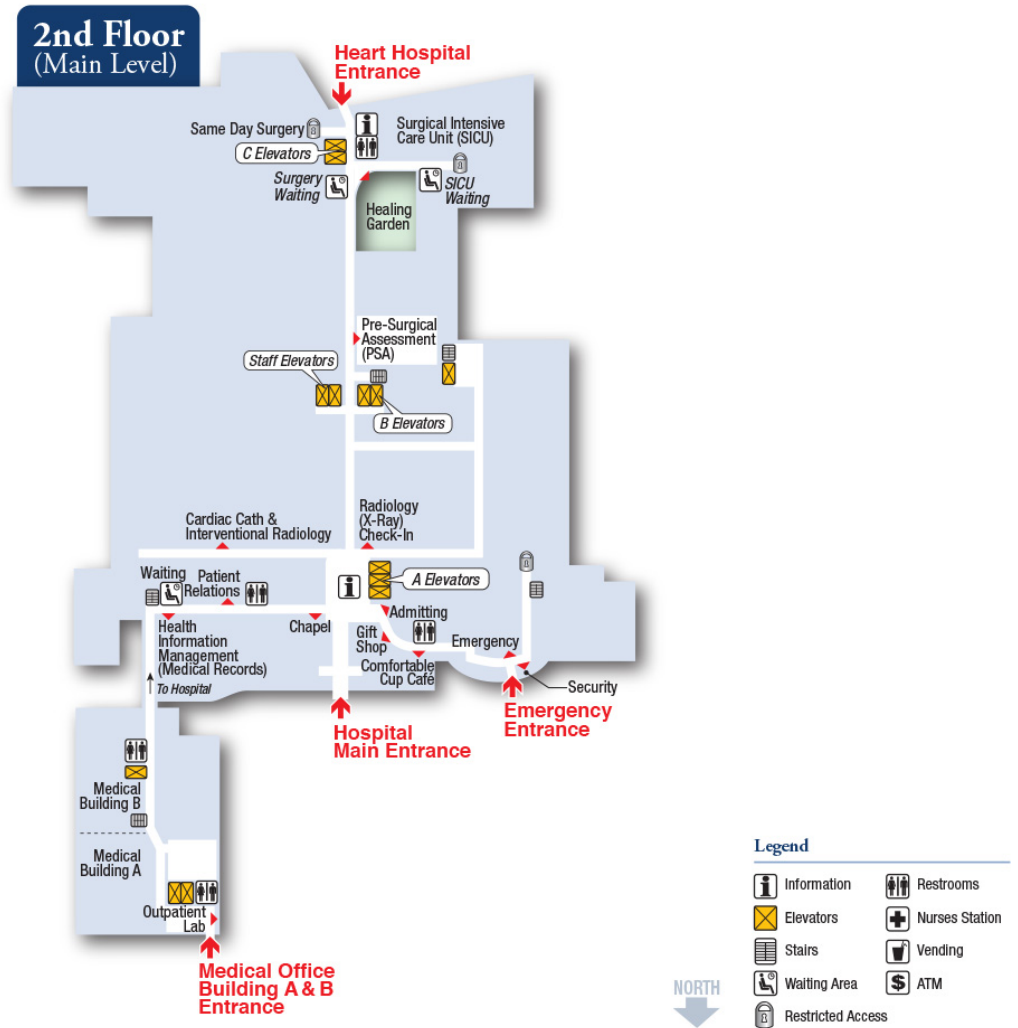 2nd Floor
(Main Level)
Heart Hospital
Entrance
Same Day Surgery
Surgical Intensive
Care Unit (SICU)
C Elevators
Surgery
Waiting
SICU
Waiting
Healing
Garden
Pre-Surgical
Assessment
(PSA)
Staff Elevators
B Elevators
Cardiac Cath &
Interventional Radiology
Radiology
(X-Ray)
Check-In
Waiting
Patient
Relations
A Elevators
Admitting
Health
Information
Management
(Medical Records)
Chapel
Gift
Shop
Emergency
Comfortable
Cup Café
To Hospital
Security
Hospital
Main Entrance
Emergency
Entrance
Medical
Building B
Medical
Building A
Outpatient
Lab
Medical Office
Building A & B
Entrance
NORTH
Legend
Information
Restrooms
Elevators
Nurses Station
Stairs
Vending
Waiting Area
$ ATM
Restricted Access